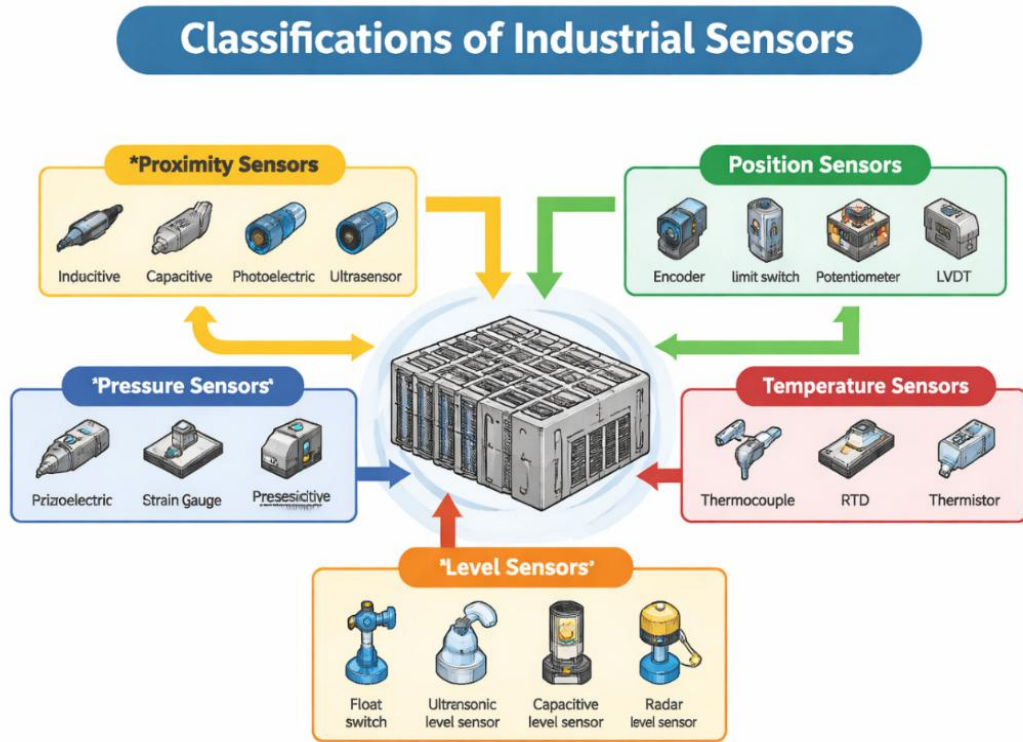 Classifications of Industrial Sensors
*Proximity Sensors
Inducitive
Capacitive
Photoelectric
Ultrasensor
Position Sensors
Encoder
limit switch
Potentiometer
LVDT
*Pressure Sensors*
Prizroelectric
Strain Gauge
Presesicitive
Temperature Sensors
Thermocouple
RTD
Thermistor
*Level Sensors*
Float
switch
Ultrensonic
level sensor
Capacitive
level sensor
Radar
level sensor